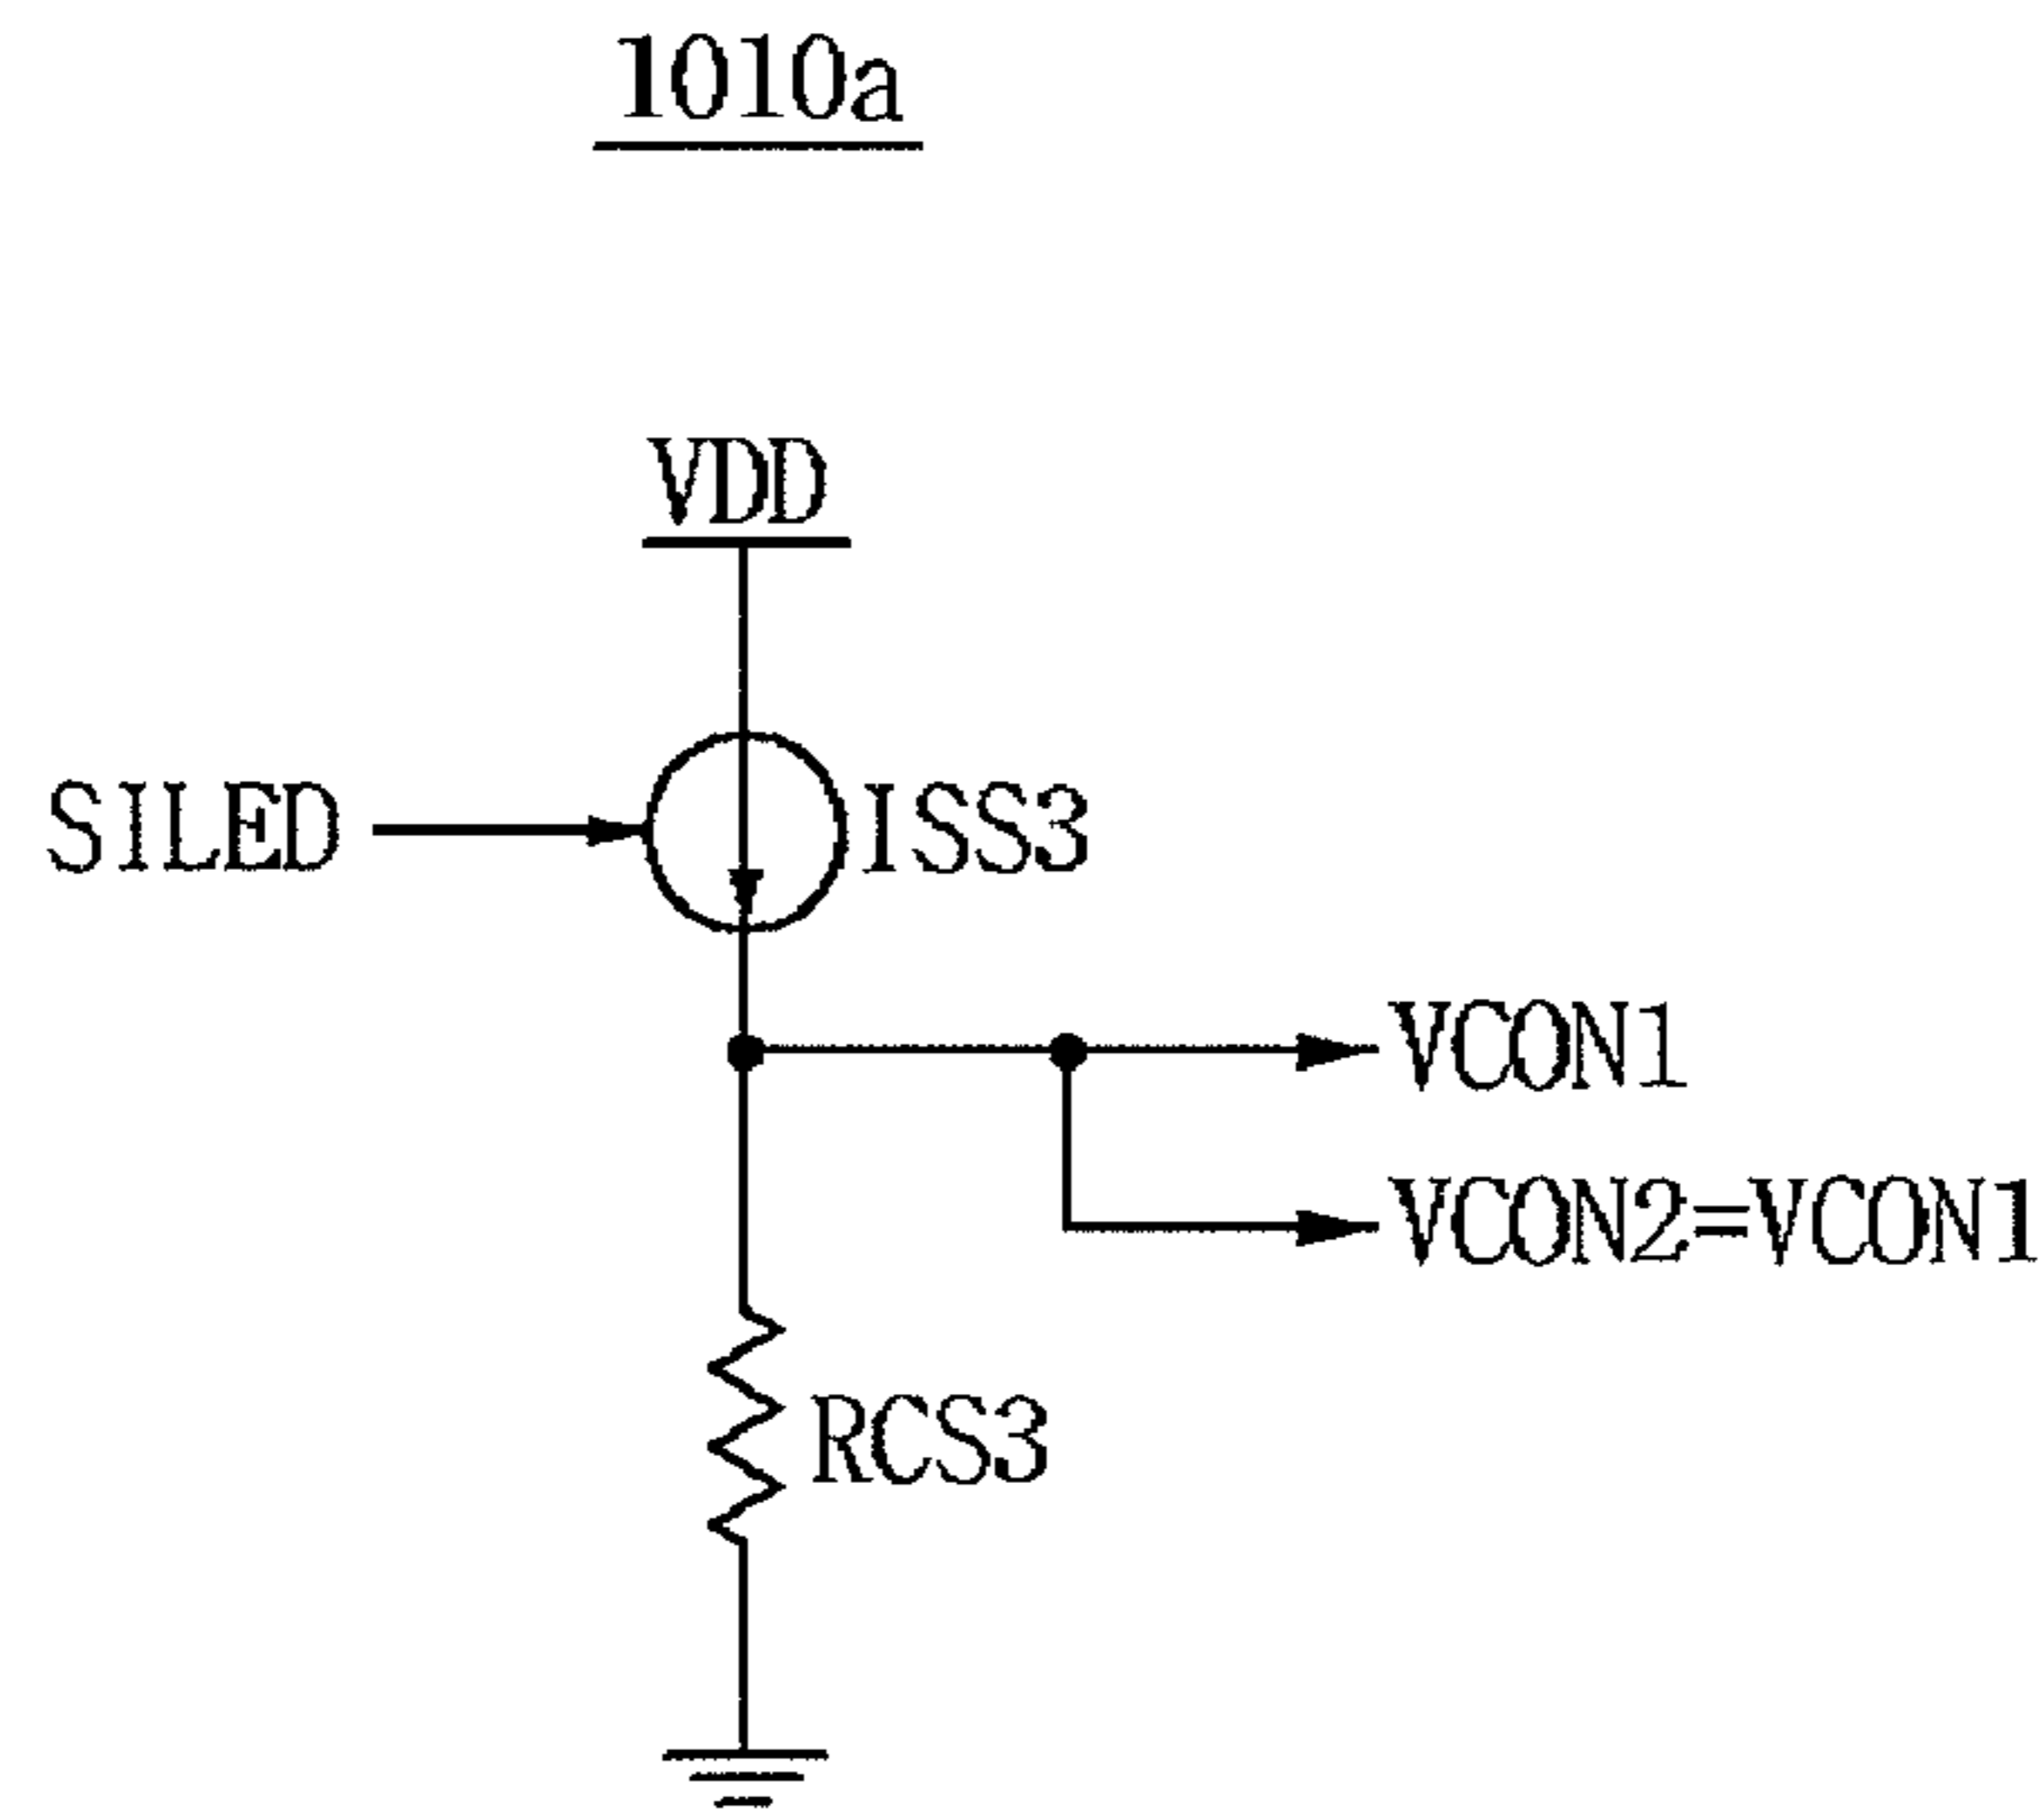 1010a
VDD
SILED
ISS3
VCON1
VCON2=VCON1
RCS3